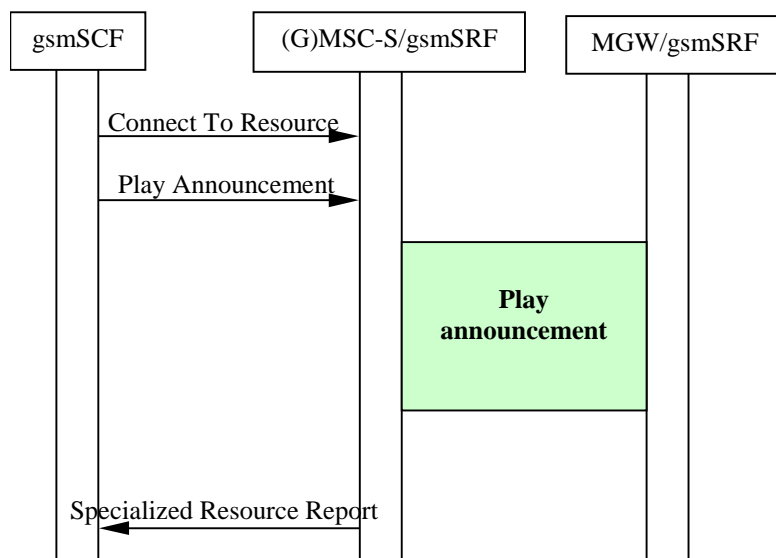 gsmSCF
(G)MSC-S/gsmSRF
MGW/gsmSRF
Connect To Resource
Play Announcement
Play
announcement
Specialized Resource Report